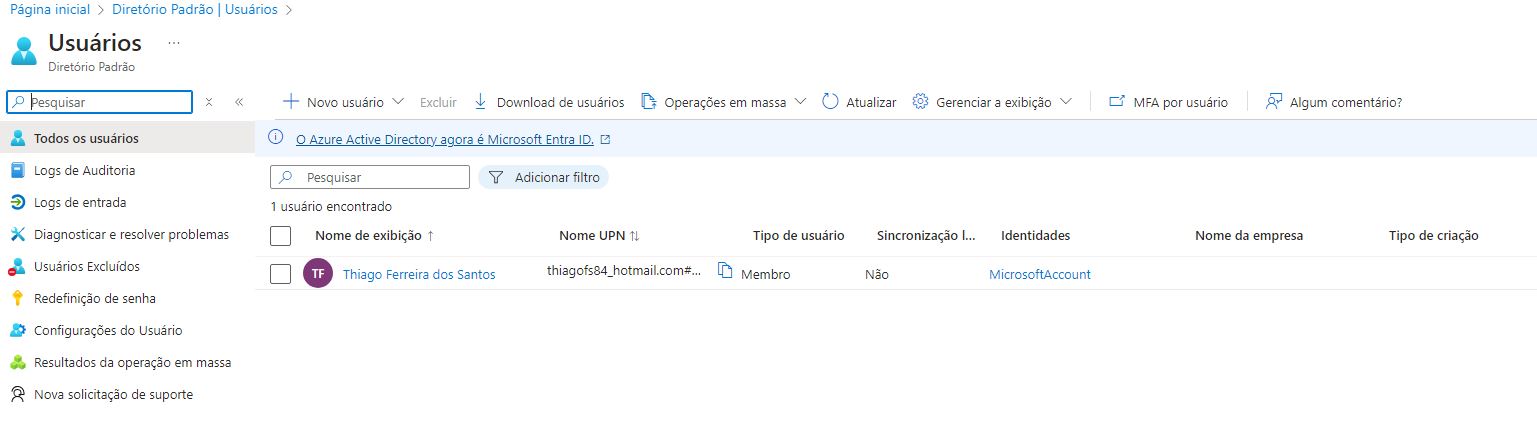 Página inicial > Diretório Padrão | Usuários >
Usuários ...
Diretório Padrão
Pesquisar
Novo usuário Excluir Download de usuários Operações em massa Atualizar Gerenciar a exibição MFA por usuário Algum comentário?
Todos os usuários
Logs de Auditoria
Logs de entrada
Diagnosticar e resolver problemas
Usuários Excluídos
Redefinição de senha
Configurações do Usuário
Resultados da operação em massa
Nova solicitação de suporte
O Azure Active Directory agora é Microsoft Entra ID.
Pesquisar Adicionar filtro
1 usuário encontrado
Nome de exibição ↑ Nome UPN ↑↓ Tipo de usuário Sincronização l... Identidades Nome da empresa Tipo de criação
TF Thiago Ferreira dos Santos thiagofs84_hotmail.com#... Membro Não MicrosoftAccount